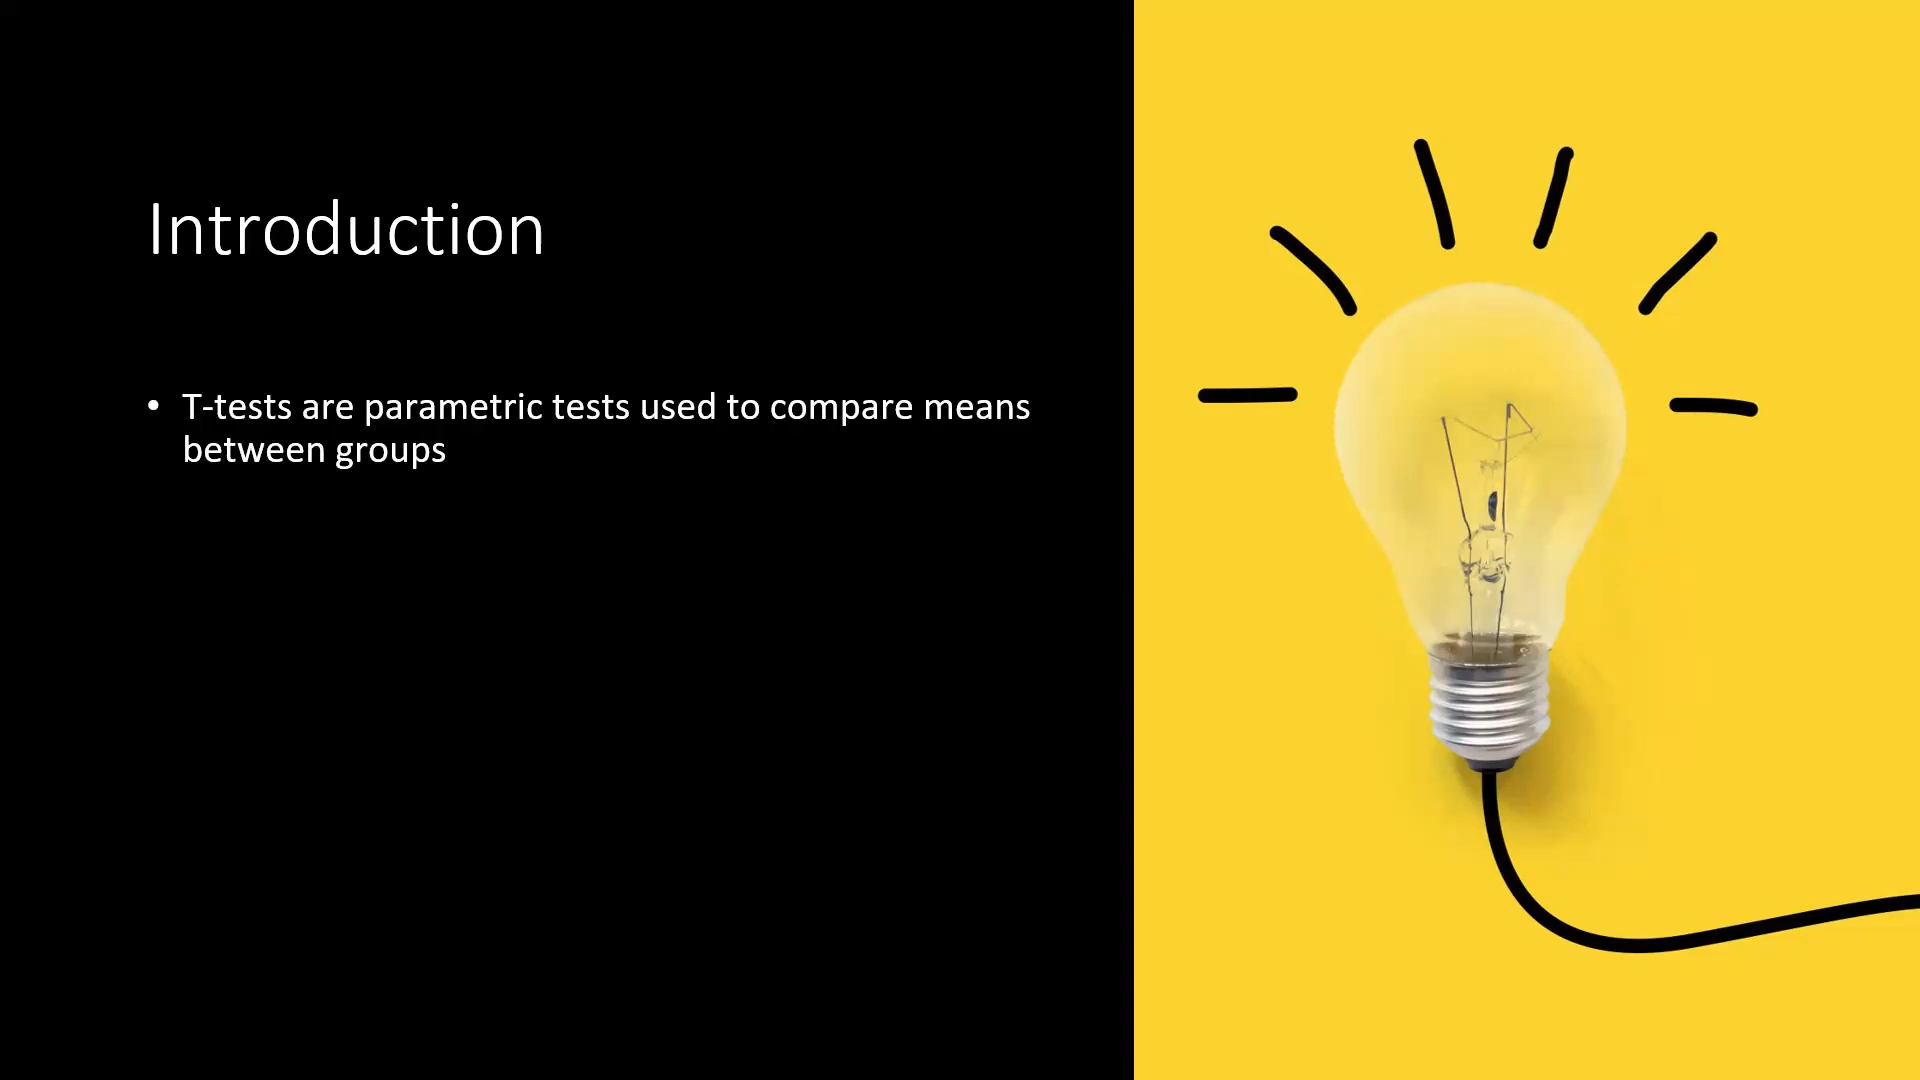 Introduction
• T-tests are parametric tests used to compare means
between groups